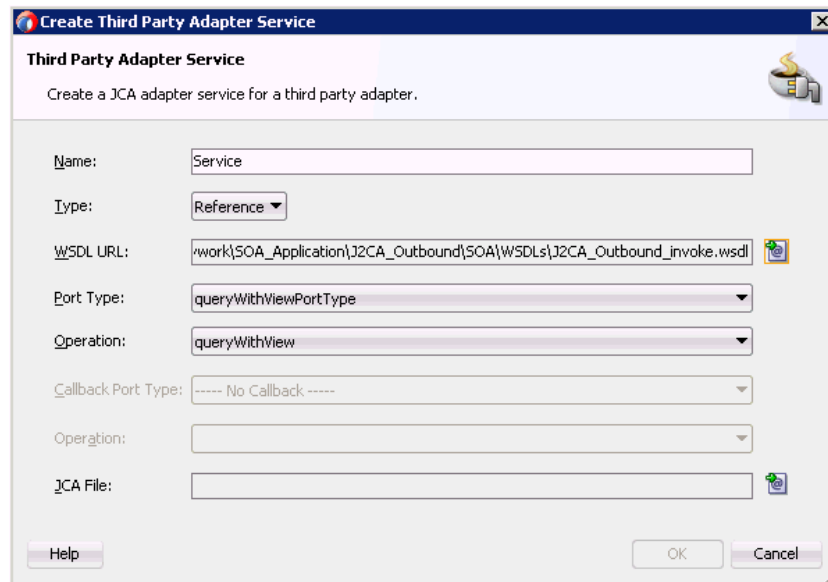 Create Third Party Adapter Service
Third Party Adapter Service
Create a JCA adapter service for a third party adapter.
Name: Service
Type: Reference
WSDL URL: work\SOA_Application\J2CA_Outbound\SOA\WSDLs\J2CA_Outbound_invoke.wsdl
Port Type: queryWithViewPortType
Operation: queryWithView
Callback Port Type: ----- No Callback -----
Operation:
JCA File:
Help OK Cancel